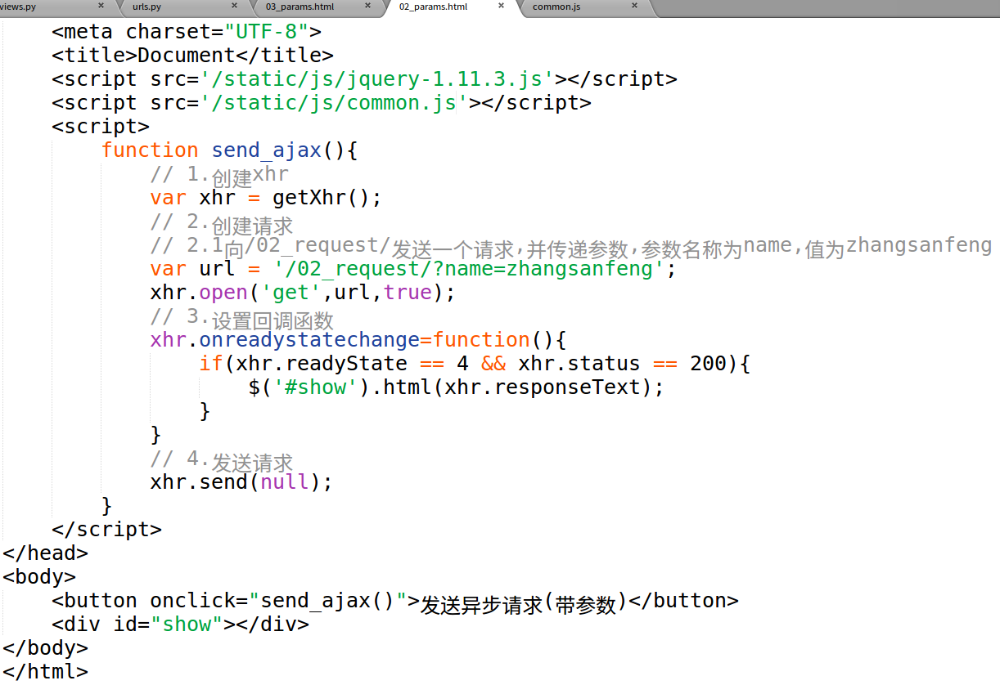 views.py × urls.py × 03_params.html × 02_params.html × common.js ×
<meta charset="UTF-8">
<title>Document</title>
<script src='/static/js/jquery-1.11.3.js'></script>
<script src='/static/js/common.js'></script>
<script>
function send_ajax(){
// 1.创建xhr
var xhr = getXhr();
// 2.创建请求
// 2.1向/02_request/发送一个请求,并传递参数,参数名称为name,值为zhangsanfeng
var url = '/02_request/?name=zhangsanfeng';
xhr.open('get',url,true);
// 3.设置回调函数
xhr.onreadystatechange=function(){
if(xhr.readyState == 4 && xhr.status == 200){
$('#show').html(xhr.responseText);
}
}
// 4.发送请求
xhr.send(null);
}
</script>
</head>
<body>
<button onclick="send_ajax()">发送异步请求(带参数)</button>
<div id="show"></div>
</body>
</html>